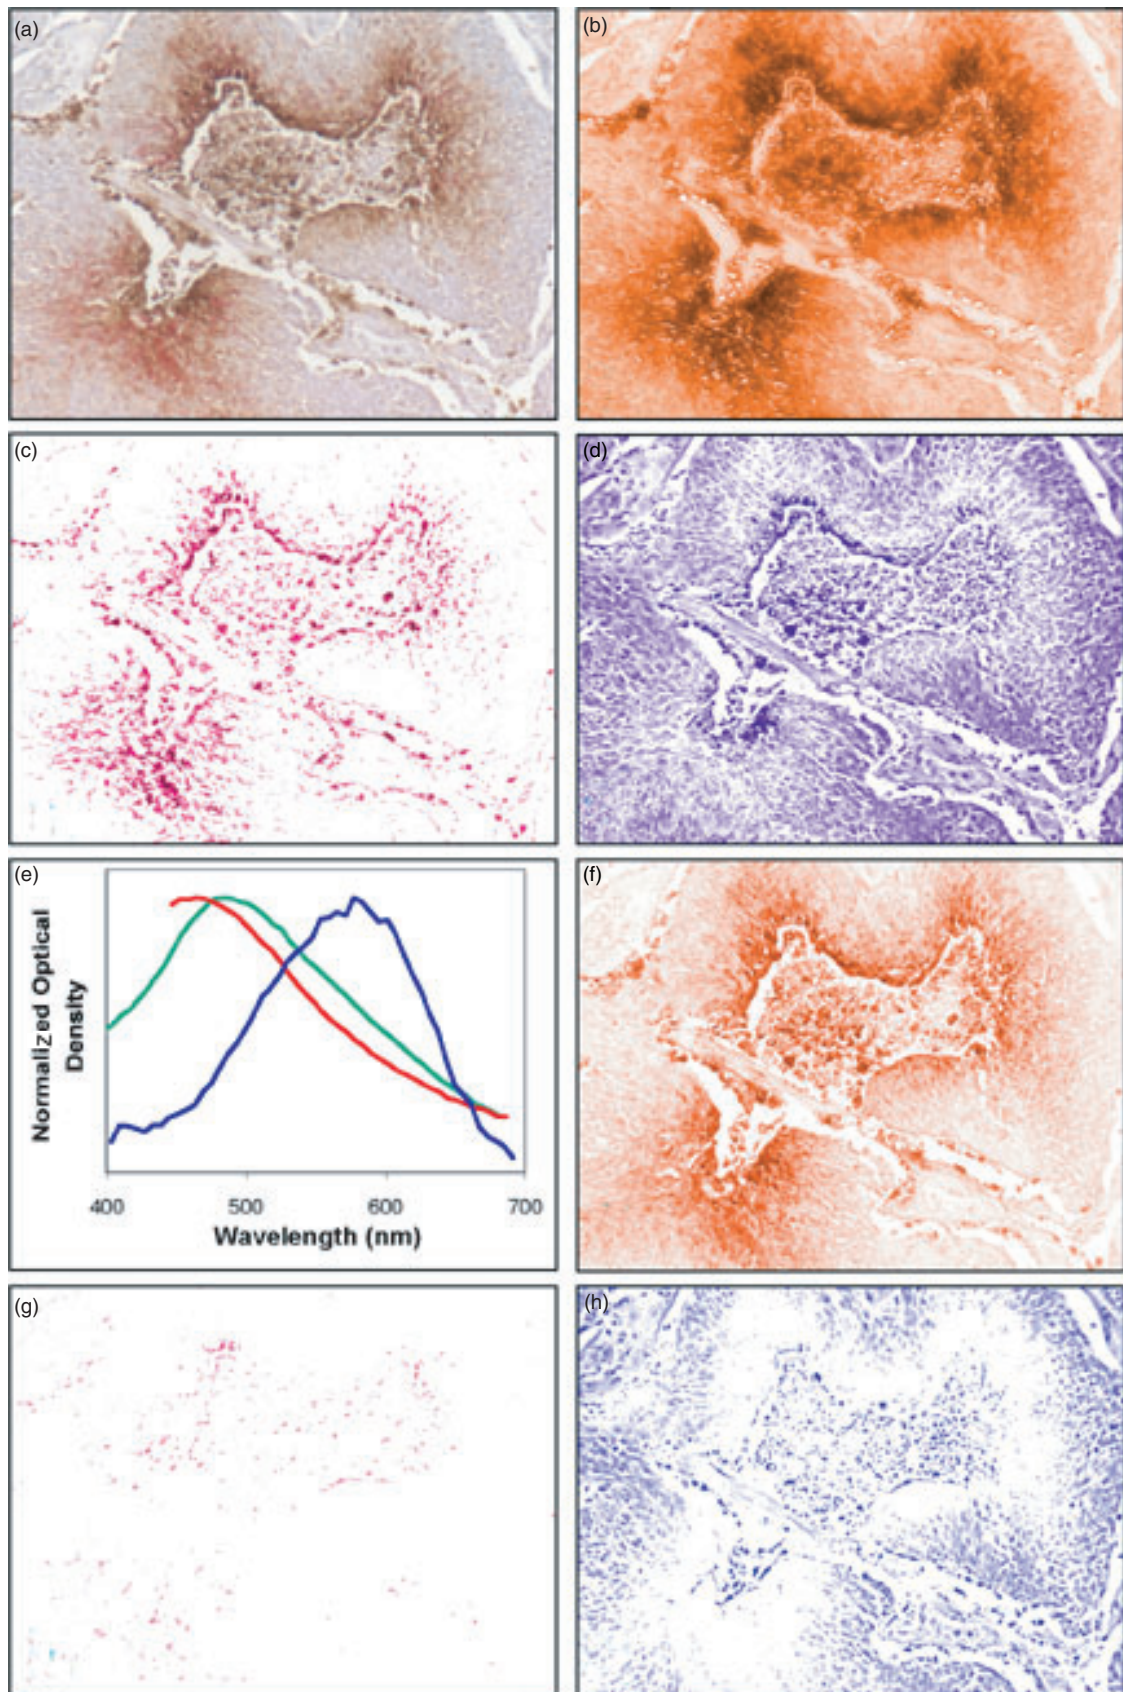 (a)
(b)
(c)
(d)
(e)
Normalized Optical
Density
400
500
600
700
Wavelength (nm)
(f)
(g)
(h)